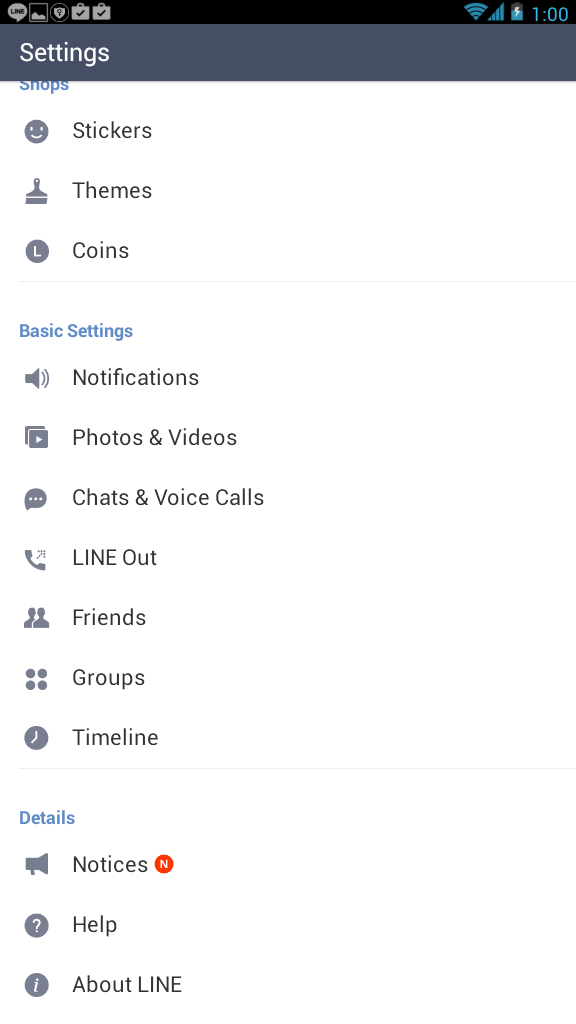 LINE
1:00
Settings
Shops
Stickers
Themes
L
Coins
Basic Settings
Notifications
Photos & Videos
Chats & Voice Calls
LINE Out
Friends
Groups
Timeline
Details
Notices N
? Help
i About LINE